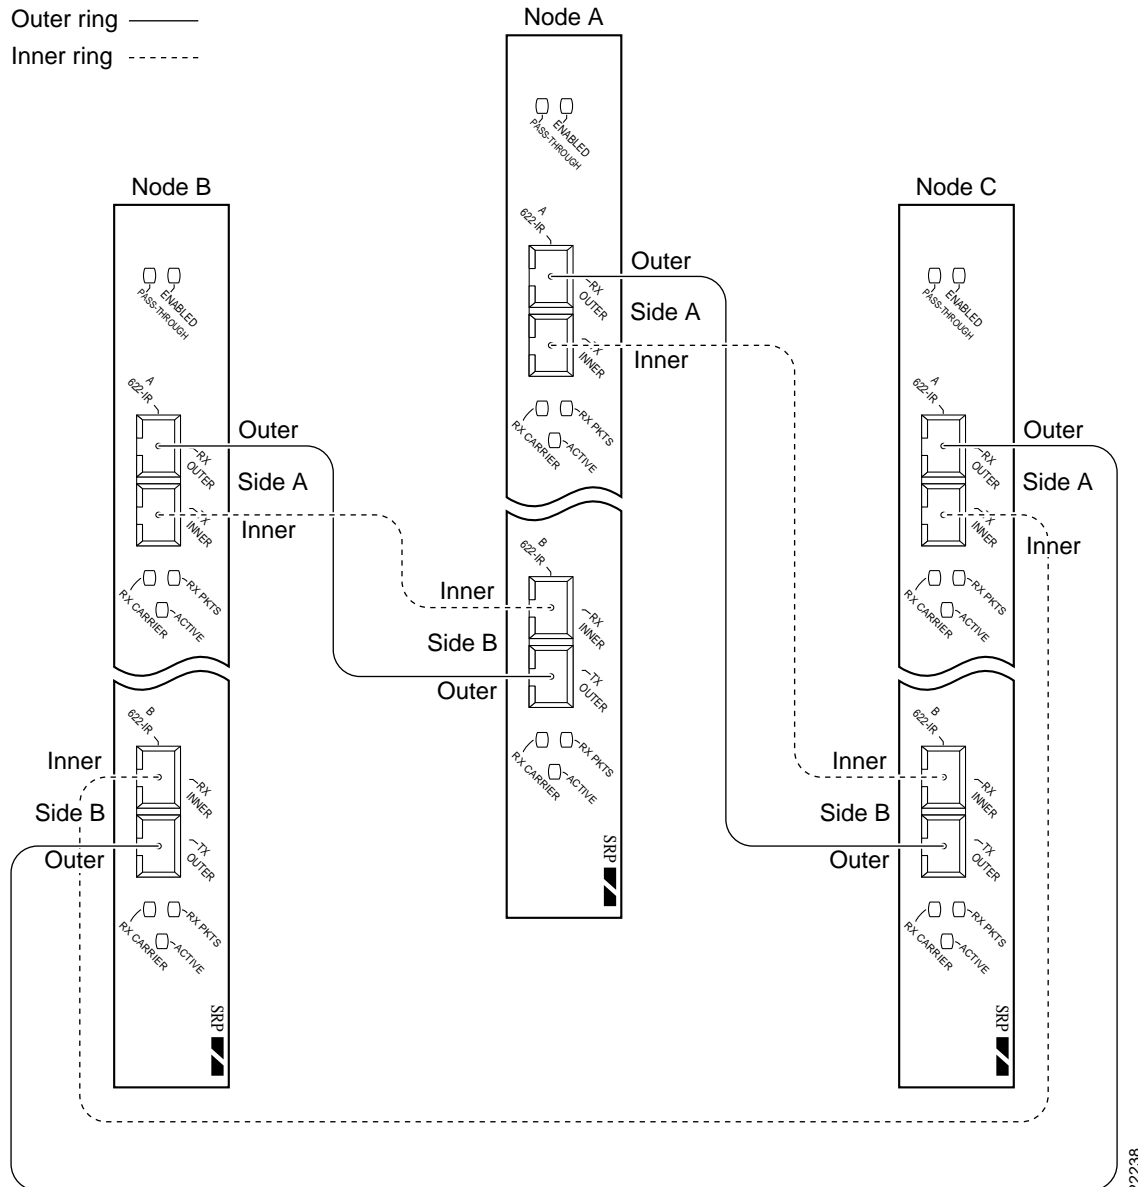 Outer ring
Inner ring
Node A
PASS-THROUGH
ENABLED
A
622-IR
RX
OUTER
TX
INNER
Outer
Side A
Inner
RX CARRIER
RX PKTS
ACTIVE
B
622-IR
Inner
Side B
Outer
RX
INNER
TX
OUTER
RX CARRIER
RX PKTS
ACTIVE
SRP
Node B
PASS-THROUGH
ENABLED
A
622-IR
RX
OUTER
TX
INNER
Outer
Side A
Inner
RX CARRIER
RX PKTS
ACTIVE
B
622-IR
Inner
Side B
Outer
RX
INNER
TX
OUTER
RX CARRIER
RX PKTS
ACTIVE
SRP
Node C
PASS-THROUGH
ENABLED
A
622-IR
RX
OUTER
TX
INNER
Outer
Side A
Inner
RX CARRIER
RX PKTS
ACTIVE
B
622-IR
Inner
Side B
Outer
RX
INNER
TX
OUTER
RX CARRIER
RX PKTS
ACTIVE
SRP
22238